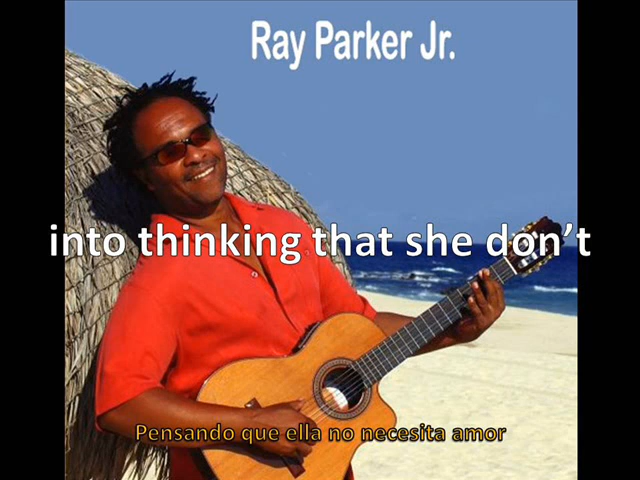 Ray Parker Jr.
into thinking that she don't
Pensando que ella no necesita amor